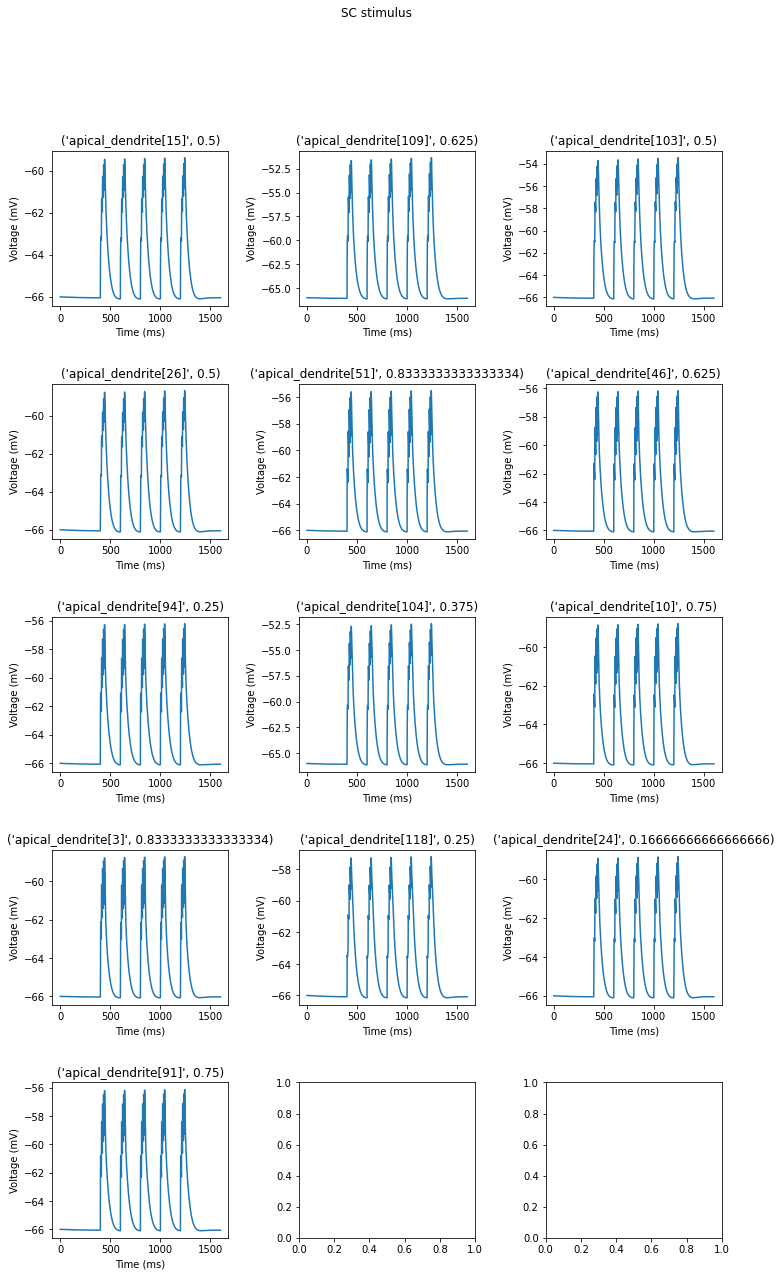 SC stimulus
('apical_dendrite[15]', 0.5) ('apical_dendrite[109]', 0.625) ('apical_dendrite[103]', 0.5)
−60
−62
−64
−66
Voltage (mV)
0 500 1000 1500
Time (ms)
−52.5
−55.0
−57.5
−60.0
−62.5
−65.0
Voltage (mV)
0 500 1000 1500
Time (ms)
−54
−56
−58
−60
−62
−64
−66
Voltage (mV)
0 500 1000 1500
Time (ms)
('apical_dendrite[26]', 0.5) ('apical_dendrite[51]', 0.8333333333333334) ('apical_dendrite[46]', 0.625)
−60
−62
−64
−66
Voltage (mV)
0 500 1000 1500
Time (ms)
−56
−58
−60
−62
−64
−66
Voltage (mV)
0 500 1000 1500
Time (ms)
−56
−58
−60
−62
−64
−66
Voltage (mV)
0 500 1000 1500
Time (ms)
('apical_dendrite[94]', 0.25) ('apical_dendrite[104]', 0.375) ('apical_dendrite[10]', 0.75)
−56
−58
−60
−62
−64
−66
Voltage (mV)
0 500 1000 1500
Time (ms)
−52.5
−55.0
−57.5
−60.0
−62.5
−65.0
Voltage (mV)
0 500 1000 1500
Time (ms)
−60
−62
−64
−66
Voltage (mV)
0 500 1000 1500
Time (ms)
('apical_dendrite[3]', 0.8333333333333334) ('apical_dendrite[118]', 0.25) ('apical_dendrite[24]', 0.16666666666666666)
−60
−62
−64
−66
Voltage (mV)
0 500 1000 1500
Time (ms)
−58
−60
−62
−64
−66
Voltage (mV)
0 500 1000 1500
Time (ms)
−60
−62
−64
−66
Voltage (mV)
0 500 1000 1500
Time (ms)
('apical_dendrite[91]', 0.75)
−56
−58
−60
−62
−64
−66
Voltage (mV)
0 500 1000 1500
Time (ms)
1.0
0.8
0.6
0.4
0.2
0.0
0.0 0.2 0.4 0.6 0.8 1.0
1.0
0.8
0.6
0.4
0.2
0.0
0.0 0.2 0.4 0.6 0.8 1.0